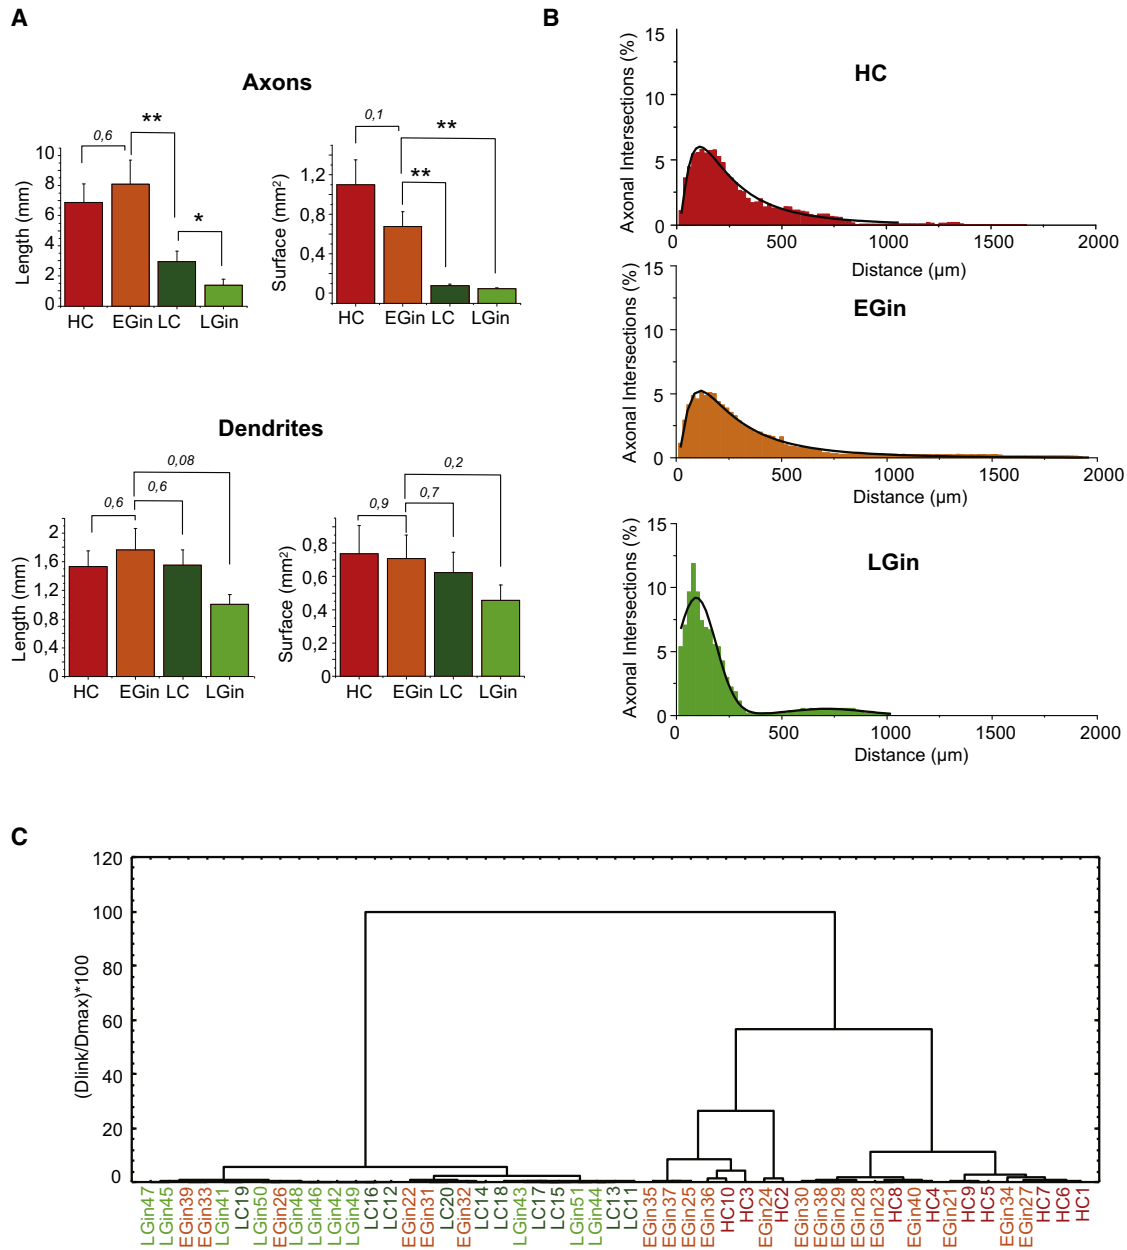 A
Axons
0,6
**
*
Length (mm)
10
8
6
4
2
0
HC EGin LC LGin
0,1
**
**
Surface (mm²)
1,2
0,8
0,4
0
HC EGin LC LGin
Dendrites
0,08
0,6
0,6
Length (mm)
2
1,6
1,2
0,8
0,4
0
HC EGin LC LGin
0,2
0,7
0,9
Surface (mm²)
0,8
0,6
0,4
0,2
0
HC EGin LC LGin
B
HC
Axonal Intersections (%)
15
10
5
0
0 500 1000 1500 2000
Distance (µm)
EGin
Axonal Intersections (%)
15
10
5
0
0 500 1000 1500 2000
Distance (µm)
LGin
Axonal Intersections (%)
15
10
5
0
0 500 1000 1500 2000
Distance (µm)
C
(Dlink/Dmax)*100
120
100
80
60
40
20
0
LGin47
LGin45
EGin39
EGin33
LGin41
LC19
LGin50
EGin26
LGin48
LGin46
LGin42
LGin49
LC16
LC12
EGin22
EGin31
LC20
EGin32
LC14
LC18
LGin43
LC17
LC15
LGin51
LGin44
LC13
LC11
EGin35
EGin37
EGin25
EGin36
HC10
HC3
EGin24
HC2
EGin30
EGin38
EGin29
EGin28
EGin23
HC8
EGin40
HC4
EGin21
HC9
HC5
EGin34
EGin27
HC7
HC6
HC1